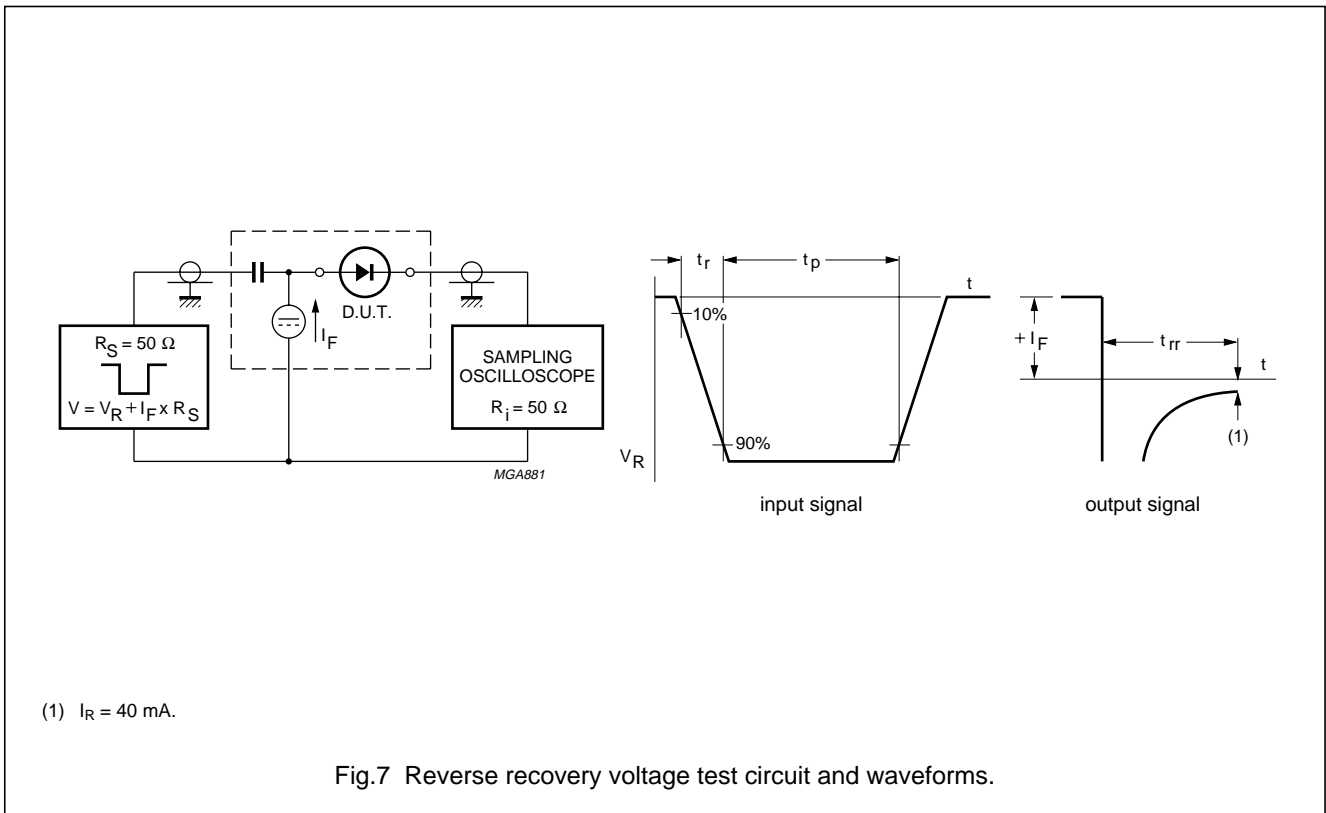 R_S = 50 Ω
V = V_R + I_F x R_S
I_F
D.U.T.
SAMPLING
OSCILLOSCOPE
R_i = 50 Ω
MGA881
t_r
t_p
t
10%
90%
V_R
input signal
+ I_F
t_rr
t
(1)
output signal
(1) I_R = 40 mA.
Fig.7 Reverse recovery voltage test circuit and waveforms.